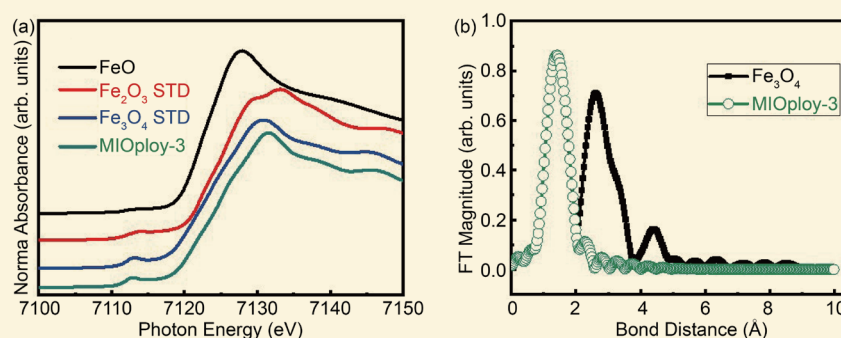 (a)
Norma Absorbance (arb. units)
FeO
Fe₂O₃ STD
Fe₃O₄ STD
MIOploy-3
7100 7110 7120 7130 7140 7150
Photon Energy (eV)
(b)
FT Magnitude (arb. units)
1.0
0.8
0.6
0.4
0.2
0.0
Fe₃O₄
MIOploy-3
0 2 4 6 8 10
Bond Distance (Å)